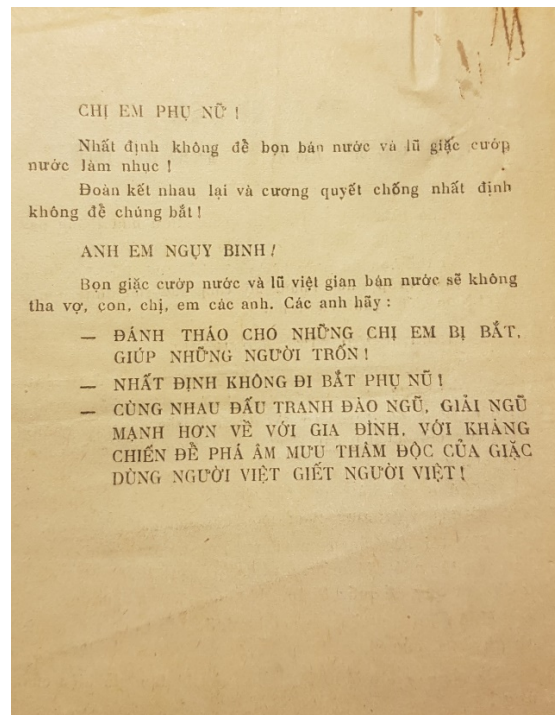 CHỊ EM PHỤ NỮ !
Nhất định không để bọn bán nước và lũ giặc cướp
nước làm nhục !
Đoàn kết nhau lại và cương quyết chống nhất định
không để chúng bắt !
ANH EM NGỤY BINH !
Bọn giặc cướp nước và lũ việt gian bán nước sẽ không
tha vợ, con, chị, em các anh. Các anh hãy :
— ĐÁNH THÁO CHO NHỮNG CHỊ EM BỊ BẮT,
GIÚP NHỮNG NGƯỜI TRỐN !
— NHẤT ĐỊNH KHÔNG ĐI BẮT PHỤ NỮ !
— CÙNG NHAU ĐẤU TRANH ĐÀO NGŨ, GIẢI NGŨ
MẠNH HƠN VỀ VỚI GIA ĐÌNH, VỚI KHÁNG
CHIẾN ĐỂ PHÁ ÂM MƯU THÂM ĐỘC CỦA GIẶC
DÙNG NGƯỜI VIỆT GIẾT NGƯỜI VIỆT !